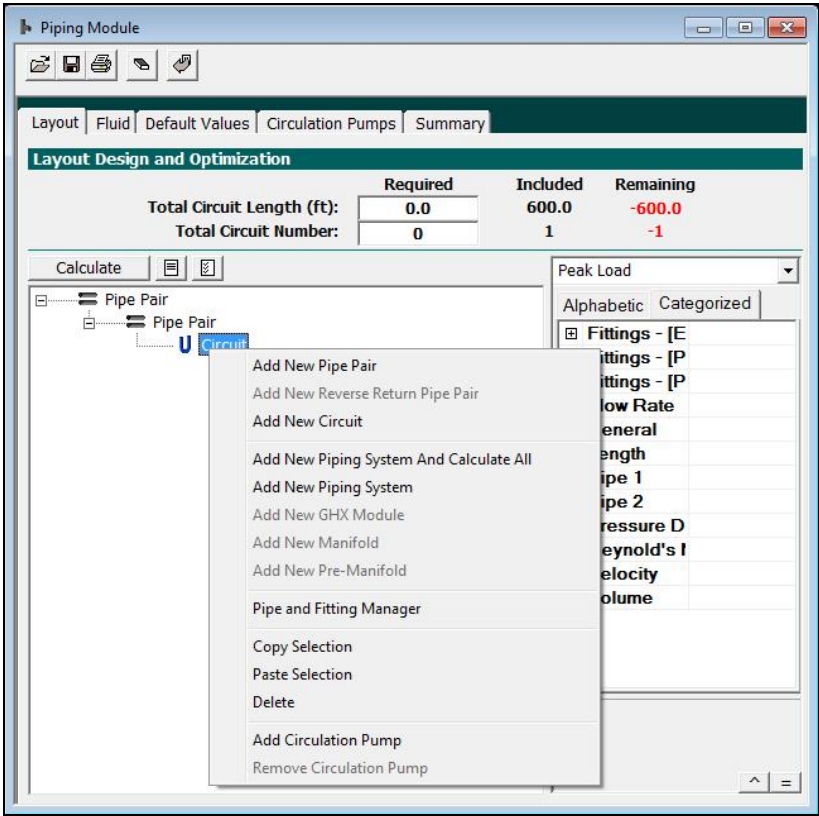 Piping Module
Layout Fluid Default Values Circulation Pumps Summary
Layout Design and Optimization
Required Included Remaining
Total Circuit Length (ft): 0.0 600.0 -600.0
Total Circuit Number: 0 1 -1
Calculate
Peak Load
Pipe Pair
Alphabetic Categorized
Pipe Pair
Fittings - [E
Circuit
ittings - [P
Add New Pipe Pair
ittings - [P
Add New Reverse Return Pipe Pair
low Rate
Add New Circuit
eneral
Add New Piping System And Calculate All
ength
Add New Piping System
ipe 1
Add New GHX Module
ipe 2
Add New Manifold
ressure D
Add New Pre-Manifold
eynold's
elocity
Pipe and Fitting Manager
olume
Copy Selection
Paste Selection
Delete
Add Circulation Pump
Remove Circulation Pump
^ =